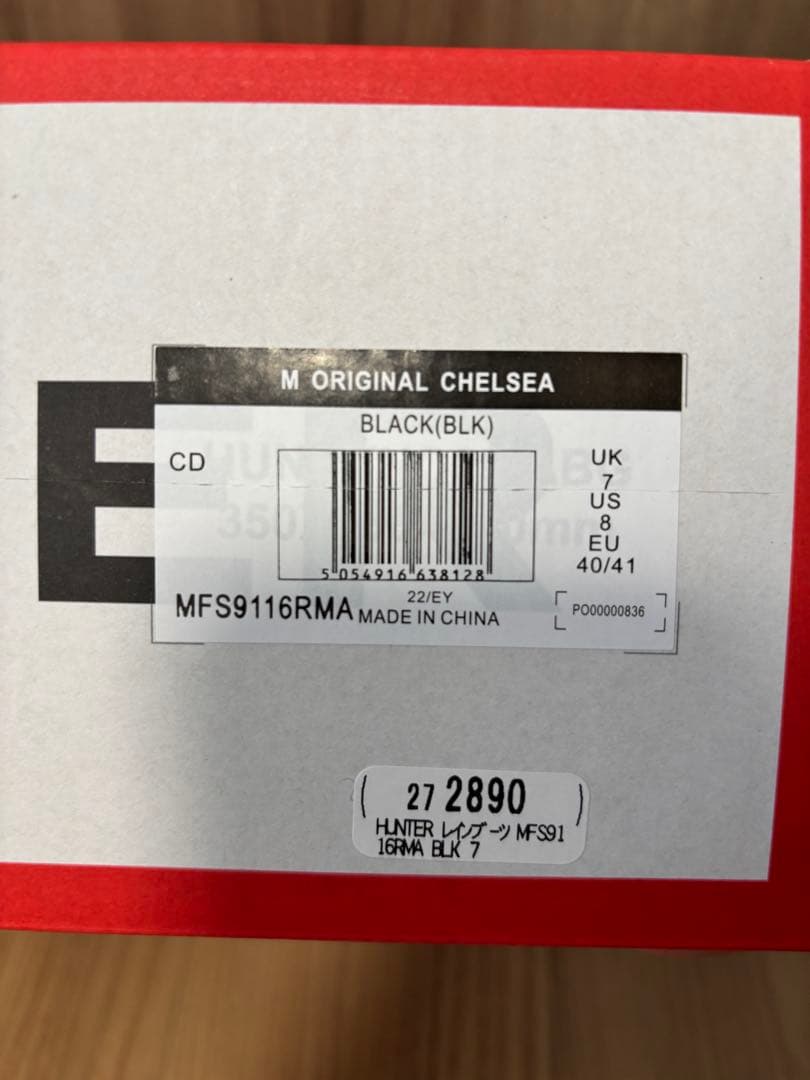 M ORIGINAL CHELSEA
BLACK(BLK)
E
CD
UK
7
US
8
EU
40/41
5 054916 638128
MFS9116RMA
22/EY
MADE IN CHINA
PO00000836
( 27 2890 )
HUNTER レインブーツ MFS91
16RMA BLK 7